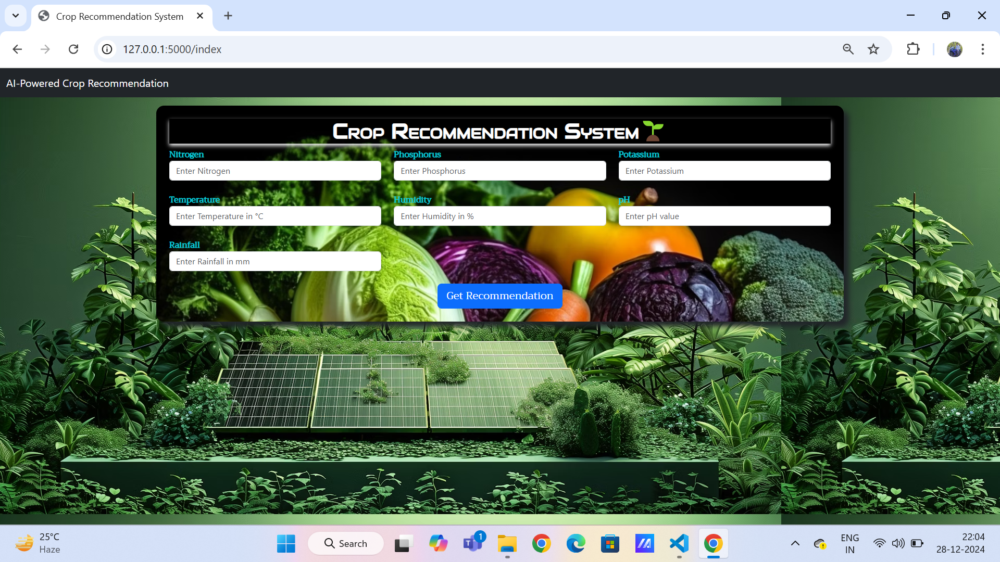 Crop Recommendation System
127.0.0.1:5000/index
AI-Powered Crop Recommendation
Crop Recommendation System
Nitrogen Phosphorus Potassium
Enter Nitrogen Enter Phosphorus Enter Potassium
Temperature Humidity pH
Enter Temperature in °C Enter Humidity in % Enter pH value
Rainfall
Enter Rainfall in mm
Get Recommendation
25°C
Haze
Search
1
ENG
IN
22:04
28-12-2024